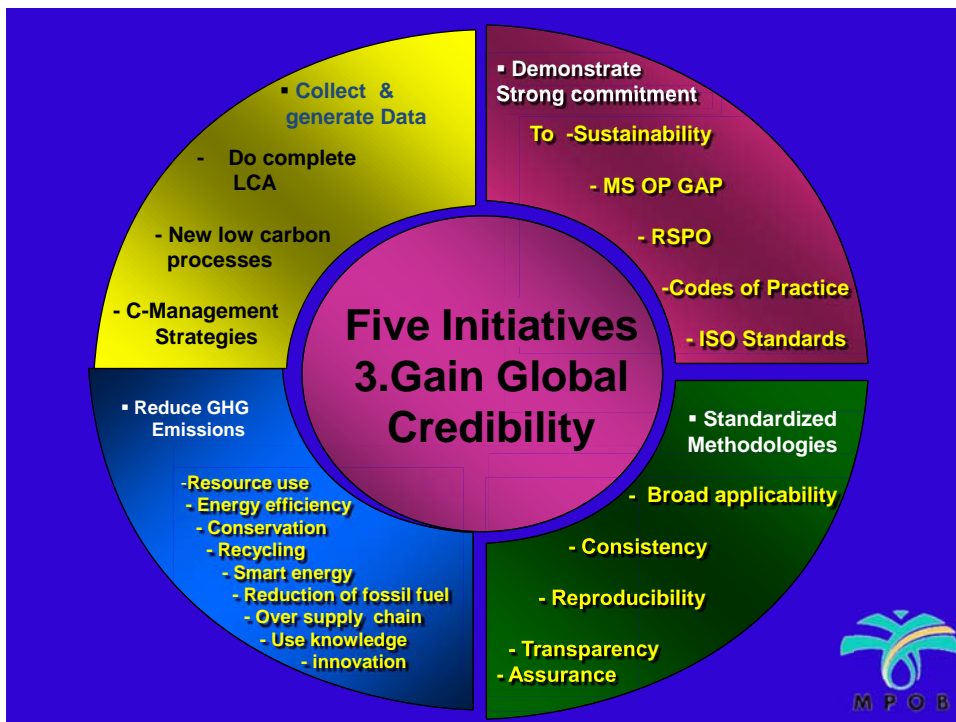 ▪ Collect &
generate Data
- Do complete
LCA
- New low carbon
processes
- C-Management
Strategies
▪ Demonstrate
Strong commitment
To -Sustainability
- MS OP GAP
- RSPO
-Codes of Practice
- ISO Standards
Five Initiatives
3.Gain Global
Credibility
▪ Reduce GHG
Emissions
-Resource use
- Energy efficiency
- Conservation
- Recycling
- Smart energy
- Reduction of fossil fuel
- Over supply chain
- Use knowledge
- innovation
▪ Standardized
Methodologies
- Broad applicability
- Consistency
- Reproducibility
- Transparency
- Assurance
MPOB